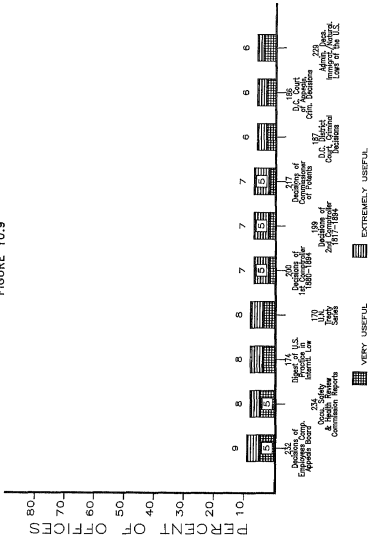 FIGURE 10.9
PERCENT OF OFFICES
80
70
60
50
40
30
20
10
9
8
8
8
7
7
7
6
6
6
5
5
5
5
5
232
Decisions of
Employees Comp.
Appeals Board
234
Occu. Safety
& Health Review
Commission Reports
174
Digest of U.S.
Practice in
Interntl. Law
170
U.N.
Treaty
Series
200
Decisions of
1st Comptroller
1880-1894
199
Decisions of
2nd Comptroller
1817-1894
217
Decisions of
Commissioner
of Patents
187
D.C. District
Court, Criminal
Decisions
186
D.C. Court
of Appeals,
Crim. Decisions
229
Admin. Decs.
Immigrat./Natural.
Laws of the U.S.
VERY USEFUL
EXTREMELY USEFUL